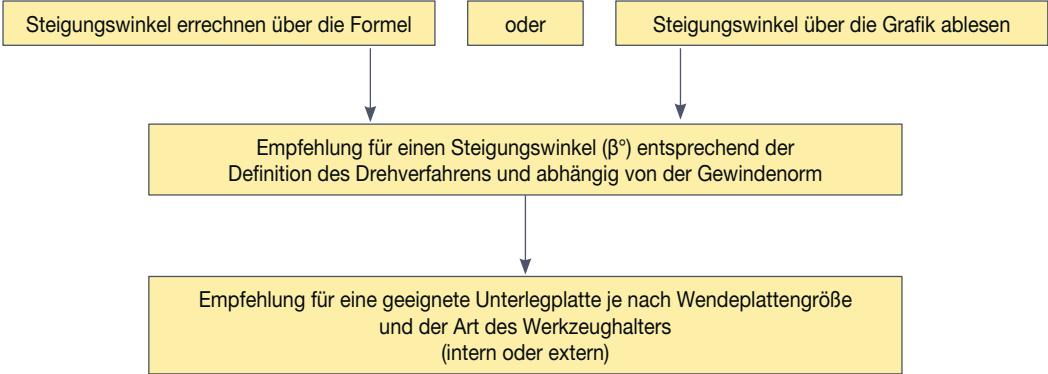 Steigungswinkel errechnen über die Formel
oder
Steigungswinkel über die Grafik ablesen
Empfehlung für einen Steigungswinkel (β°) entsprechend der
Definition des Drehverfahrens und abhängig von der Gewindenorm
Empfehlung für eine geeignete Unterlegplatte je nach Wendeplattengröße
und der Art des Werkzeughalters
(intern oder extern)